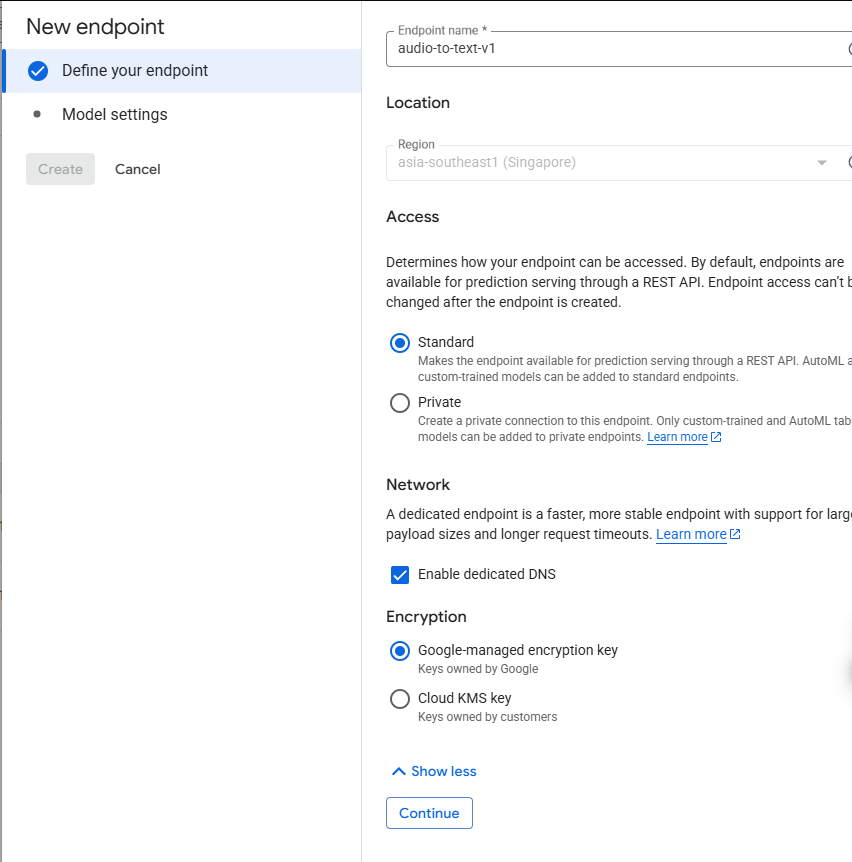 New endpoint
Define your endpoint
Model settings
Create
Cancel
Endpoint name *
audio-to-text-v1
Location
Region
asia-southeast1 (Singapore)
Access
Determines how your endpoint can be accessed. By default, endpoints are
available for prediction serving through a REST API. Endpoint access can't
changed after the endpoint is created.
Standard
Makes the endpoint available for prediction serving through a REST API. AutoML
custom-trained models can be added to standard endpoints.
Private
Create a private connection to this endpoint. Only custom-trained and AutoML
models can be added to private endpoints. Learn more
Network
A dedicated endpoint is a faster, more stable endpoint with support for
payload sizes and longer request timeouts. Learn more
Enable dedicated DNS
Encryption
Google-managed encryption key
Keys owned by Google
Cloud KMS key
Keys owned by customers
Show less
Continue